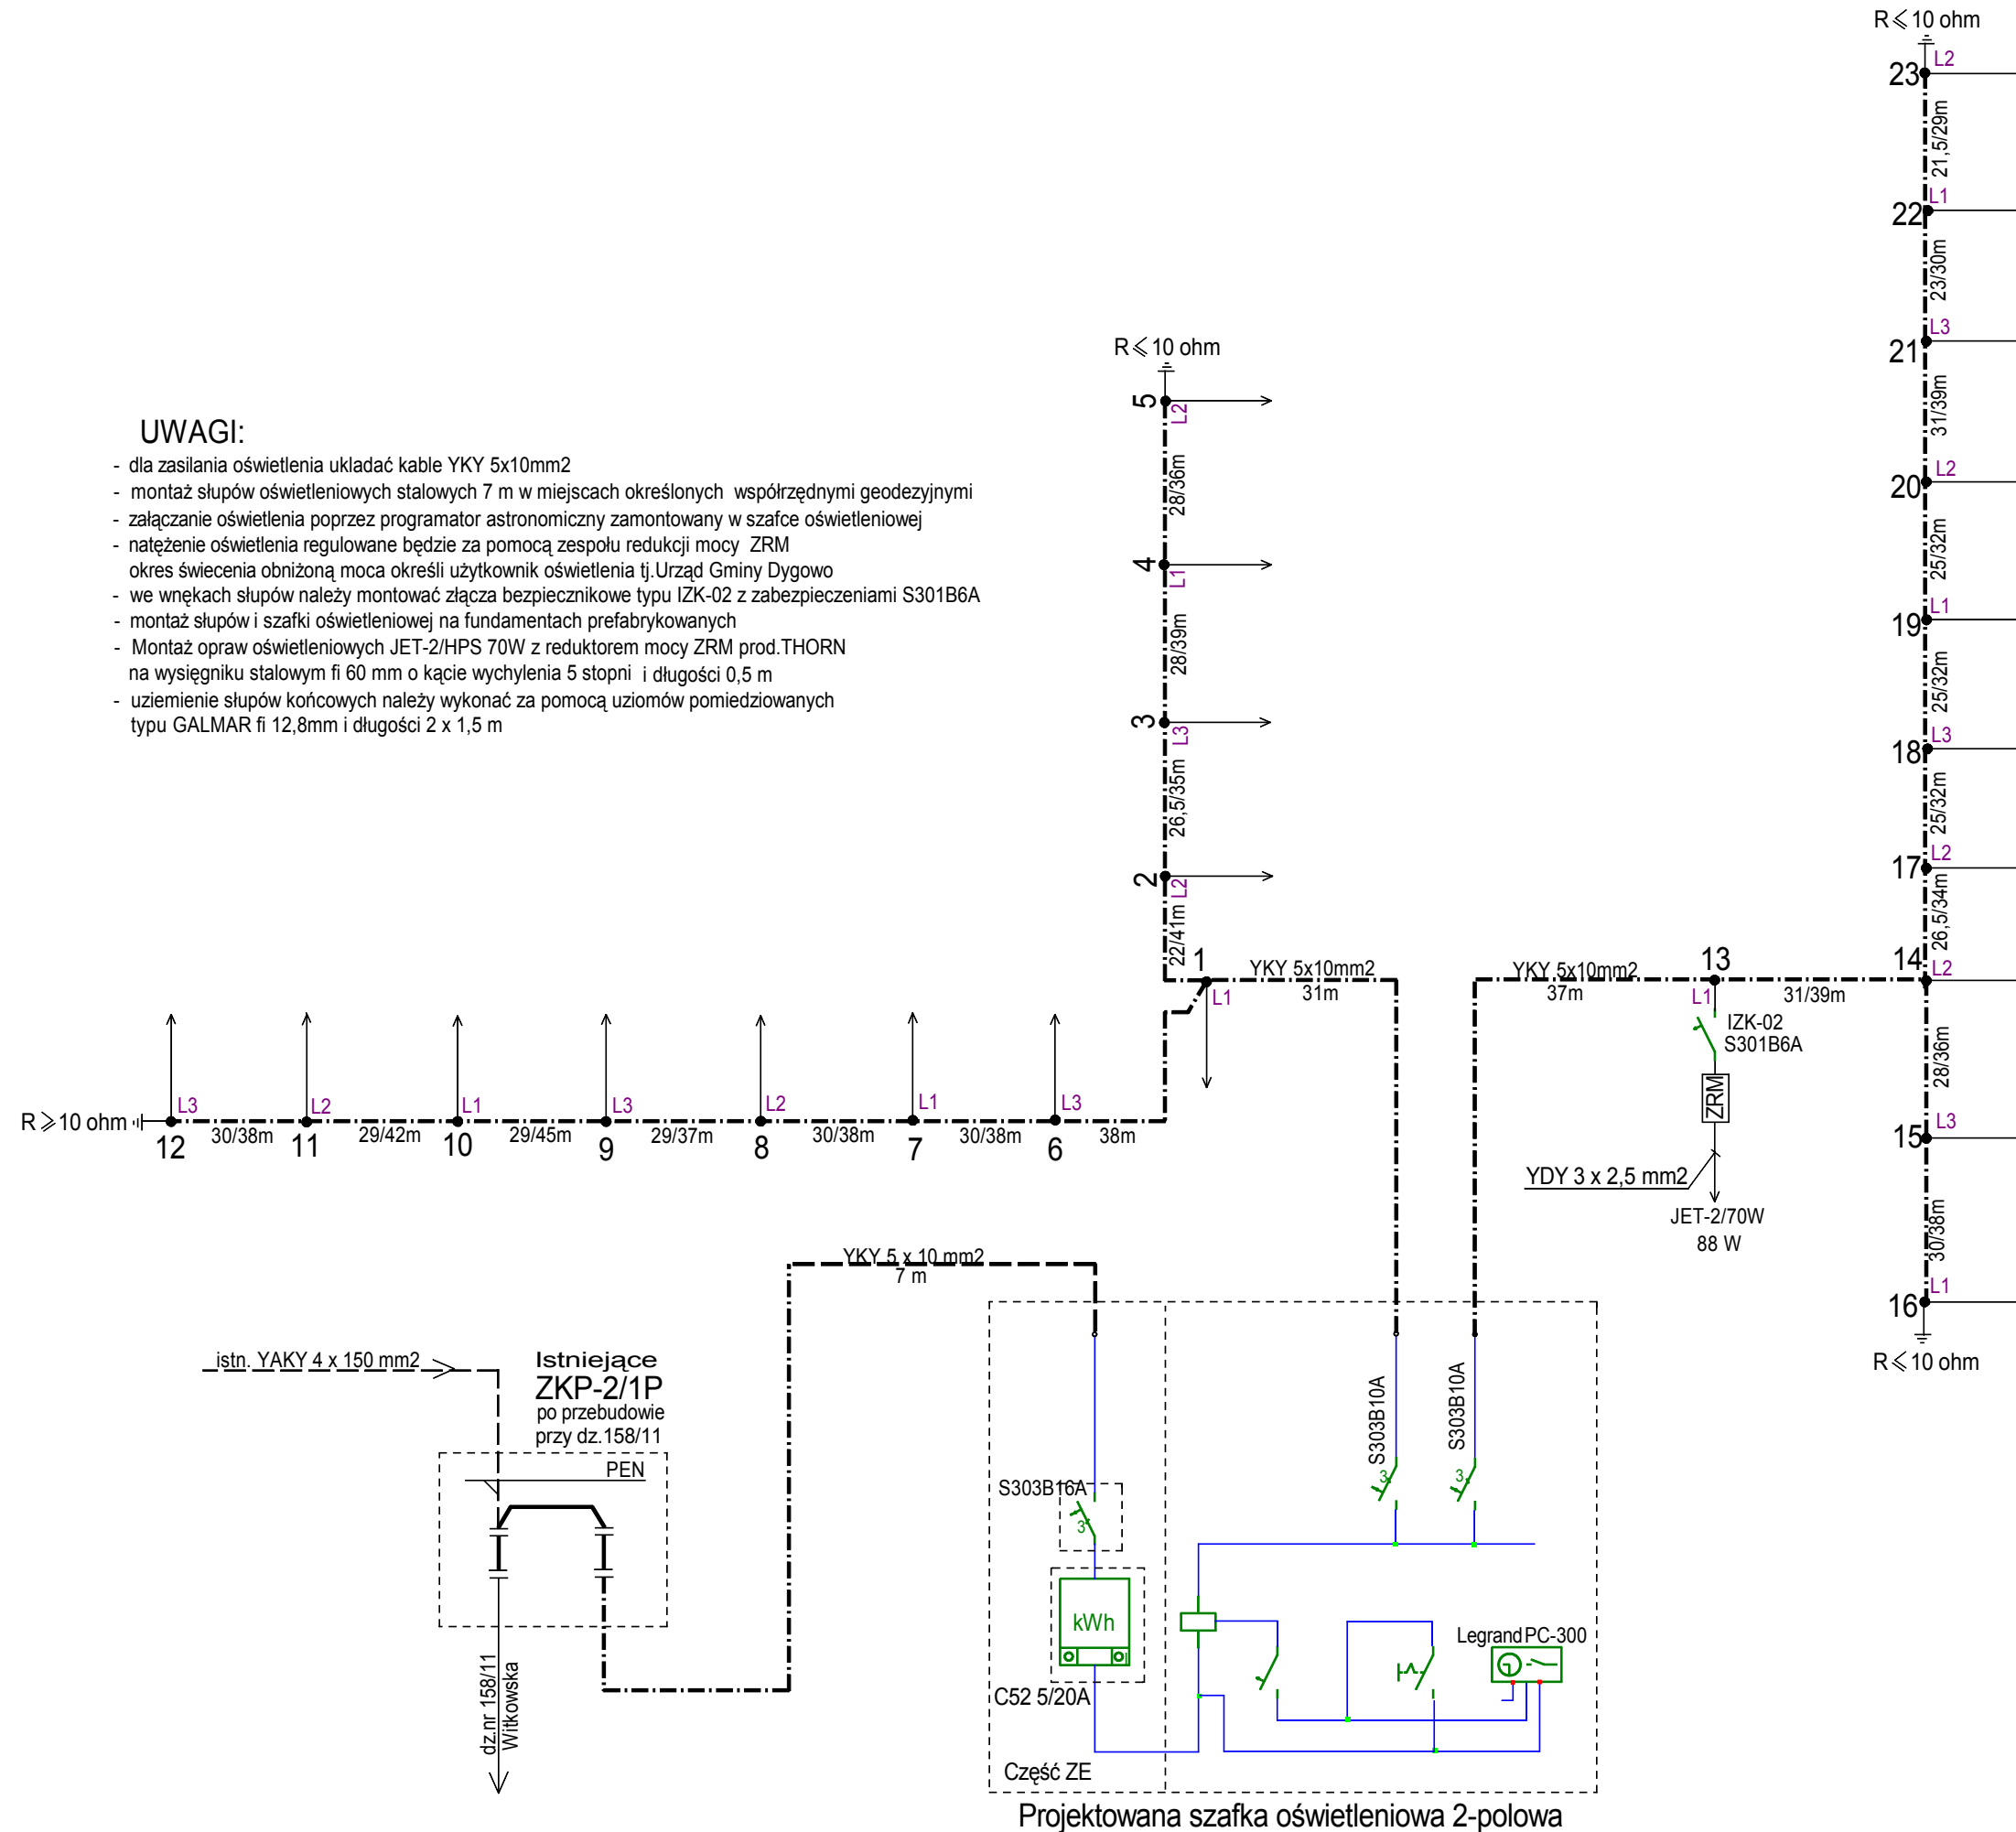 R ⩽ 10 ohm
23
L2
21,5/29m
22
L1
23/30m
21
L3
31/39m
20
L2
25/32m
19
L1
25/32m
18
L3
25/32m
17
L2
26,5/34m
14
L2
28/36m
15
L3
30/38m
16
L1
R ⩽ 10 ohm
R ⩽ 10 ohm
5
L2
28/36m
4
L1
28/39m
3
L3
26,5/35m
2
L2
22/41m
1
L1
YKY 5x10mm2
31m
YKY 5x10mm2
37m
13
L1
31/39m
IZK-02
S301B6A
ZRM
YDY 3 x 2,5 mm2
JET-2/70W
88 W
UWAGI:
- dla zasilania oświetlenia ukladać kable YKY 5x10mm2
- montaż słupów oświetleniowych stalowych 7 m w miejscach określonych współrzędnymi geodezyjnymi
- załączanie oświetlenia poprzez programator astronomiczny zamontowany w szafce oświetleniowej
- natężenie oświetlenia regulowane będzie za pomocą zespołu redukcji mocy ZRM
okres świecenia obniżoną moca określi użytkownik oświetlenia tj.Urząd Gminy Dygowo
- we wnękach słupów należy montować złącza bezpiecznikowe typu IZK-02 z zabezpieczeniami S301B6A
- montaż słupów i szafki oświetleniowej na fundamentach prefabrykowanych
- Montaż opraw oświetleniowych JET-2/HPS 70W z reduktorem mocy ZRM prod.THORN
na wysięgniku stalowym fi 60 mm o kącie wychylenia 5 stopni i długości 0,5 m
- uziemienie słupów końcowych należy wykonać za pomocą uziomów pomiedziowanych
typu GALMAR fi 12,8mm i długości 2 x 1,5 m
R ⩾ 10 ohm
L3
L2
L1
L3
L2
L1
L3
30/38m
29/42m
29/45m
29/37m
30/38m
30/38m
38m
12
11
10
9
8
7
6
YKY 5 x 10 mm2
7 m
istn. YAKY 4 x 150 mm2
Istniejące
ZKP-2/1P
po przebudowie
przy dz.158/11
PEN
dz.nr 158/11
Witkowska
S303B10A
S303B10A
3
3
S303B16A
3
kWh
C52 5/20A
Legrand PC-300
Część ZE
Projektowana szafka oświetleniowa 2-polowa